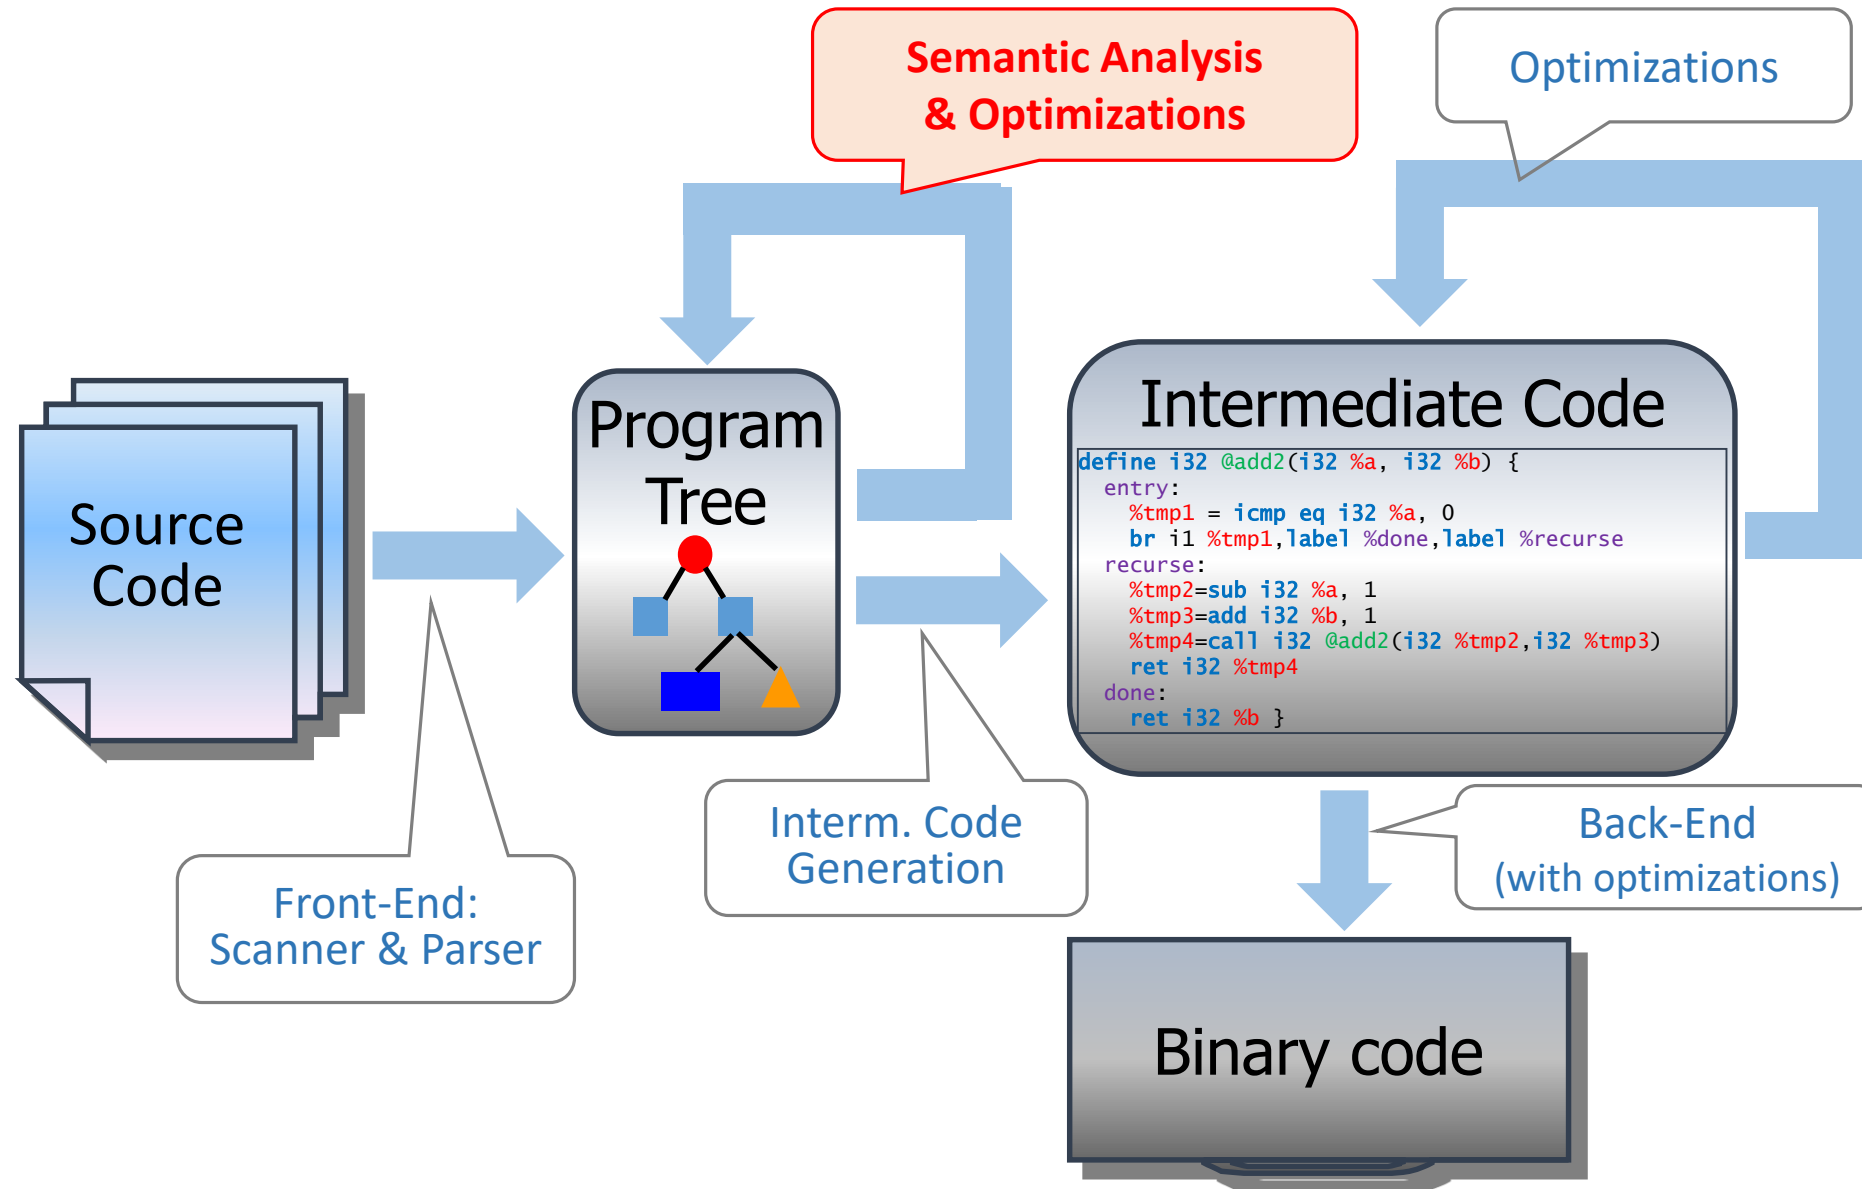 Semantic Analysis
& Optimizations
Optimizations
Source
Code
Program
Tree
Intermediate Code
define i32 @add2(i32 %a, i32 %b) {
entry:
%tmp1 = icmp eq i32 %a, 0
br i1 %tmp1,label %done,label %recurse
recurse:
%tmp2=sub i32 %a, 1
%tmp3=add i32 %b, 1
%tmp4=call i32 @add2(i32 %tmp2,i32 %tmp3)
ret i32 %tmp4
done:
ret i32 %b }
Front-End:
Scanner & Parser
Interm. Code
Generation
Back-End
(with optimizations)
Binary code